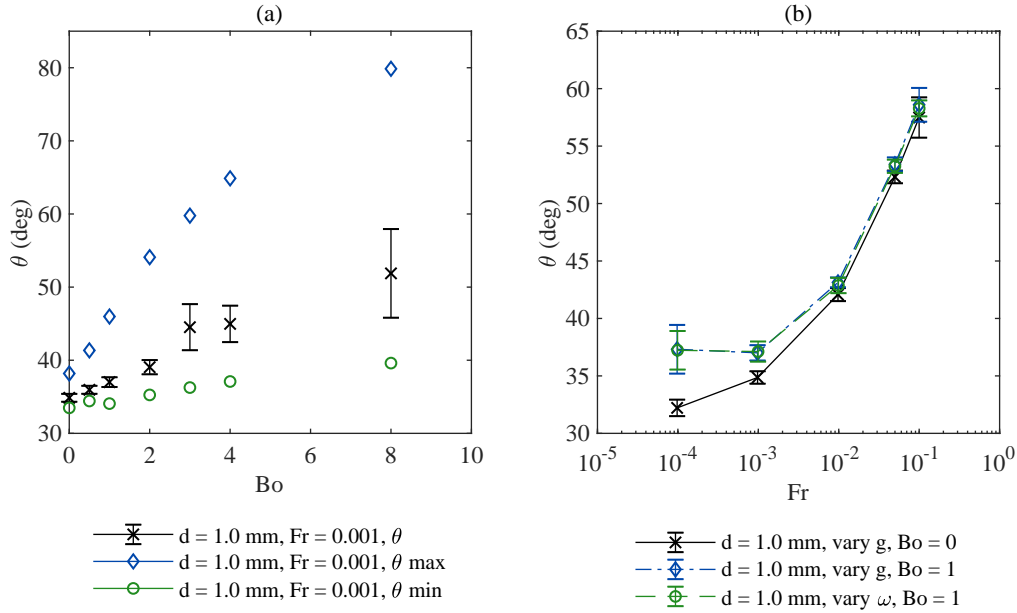 (a)
80
70
60
50
40
30
θ (deg)
0
2
4
6
8
10
Bo
d = 1.0 mm, Fr = 0.001, θ
d = 1.0 mm, Fr = 0.001, θ max
d = 1.0 mm, Fr = 0.001, θ min
(b)
65
60
55
50
45
40
35
30
θ (deg)
10-5
10-4
10-3
10-2
10-1
100
Fr
d = 1.0 mm, vary g, Bo = 0
d = 1.0 mm, vary g, Bo = 1
d = 1.0 mm, vary ω, Bo = 1